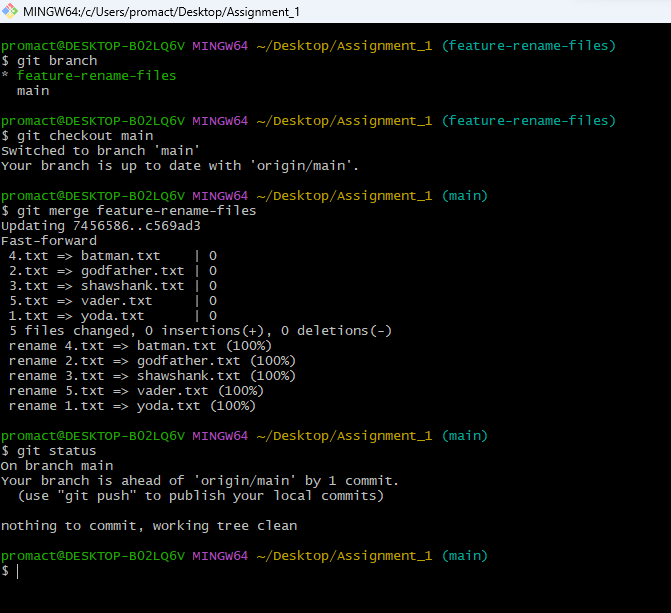 MINGW64:/c/Users/promact/Desktop/Assignment_1
promact@DESKTOP-B02LQ6V MINGW64 ~/Desktop/Assignment_1 (feature-rename-files)
$ git branch
* feature-rename-files
  main
promact@DESKTOP-B02LQ6V MINGW64 ~/Desktop/Assignment_1 (feature-rename-files)
$ git checkout main
Switched to branch 'main'
Your branch is up to date with 'origin/main'.
promact@DESKTOP-B02LQ6V MINGW64 ~/Desktop/Assignment_1 (main)
$ git merge feature-rename-files
Updating 7456586..c569ad3
Fast-forward
 4.txt => batman.txt    | 0
 2.txt => godfather.txt | 0
 3.txt => shawshank.txt | 0
 5.txt => vader.txt     | 0
 1.txt => yoda.txt      | 0
 5 files changed, 0 insertions(+), 0 deletions(-)
 rename 4.txt => batman.txt (100%)
 rename 2.txt => godfather.txt (100%)
 rename 3.txt => shawshank.txt (100%)
 rename 5.txt => vader.txt (100%)
 rename 1.txt => yoda.txt (100%)
promact@DESKTOP-B02LQ6V MINGW64 ~/Desktop/Assignment_1 (main)
$ git status
On branch main
Your branch is ahead of 'origin/main' by 1 commit.
  (use "git push" to publish your local commits)
nothing to commit, working tree clean
promact@DESKTOP-B02LQ6V MINGW64 ~/Desktop/Assignment_1 (main)
$